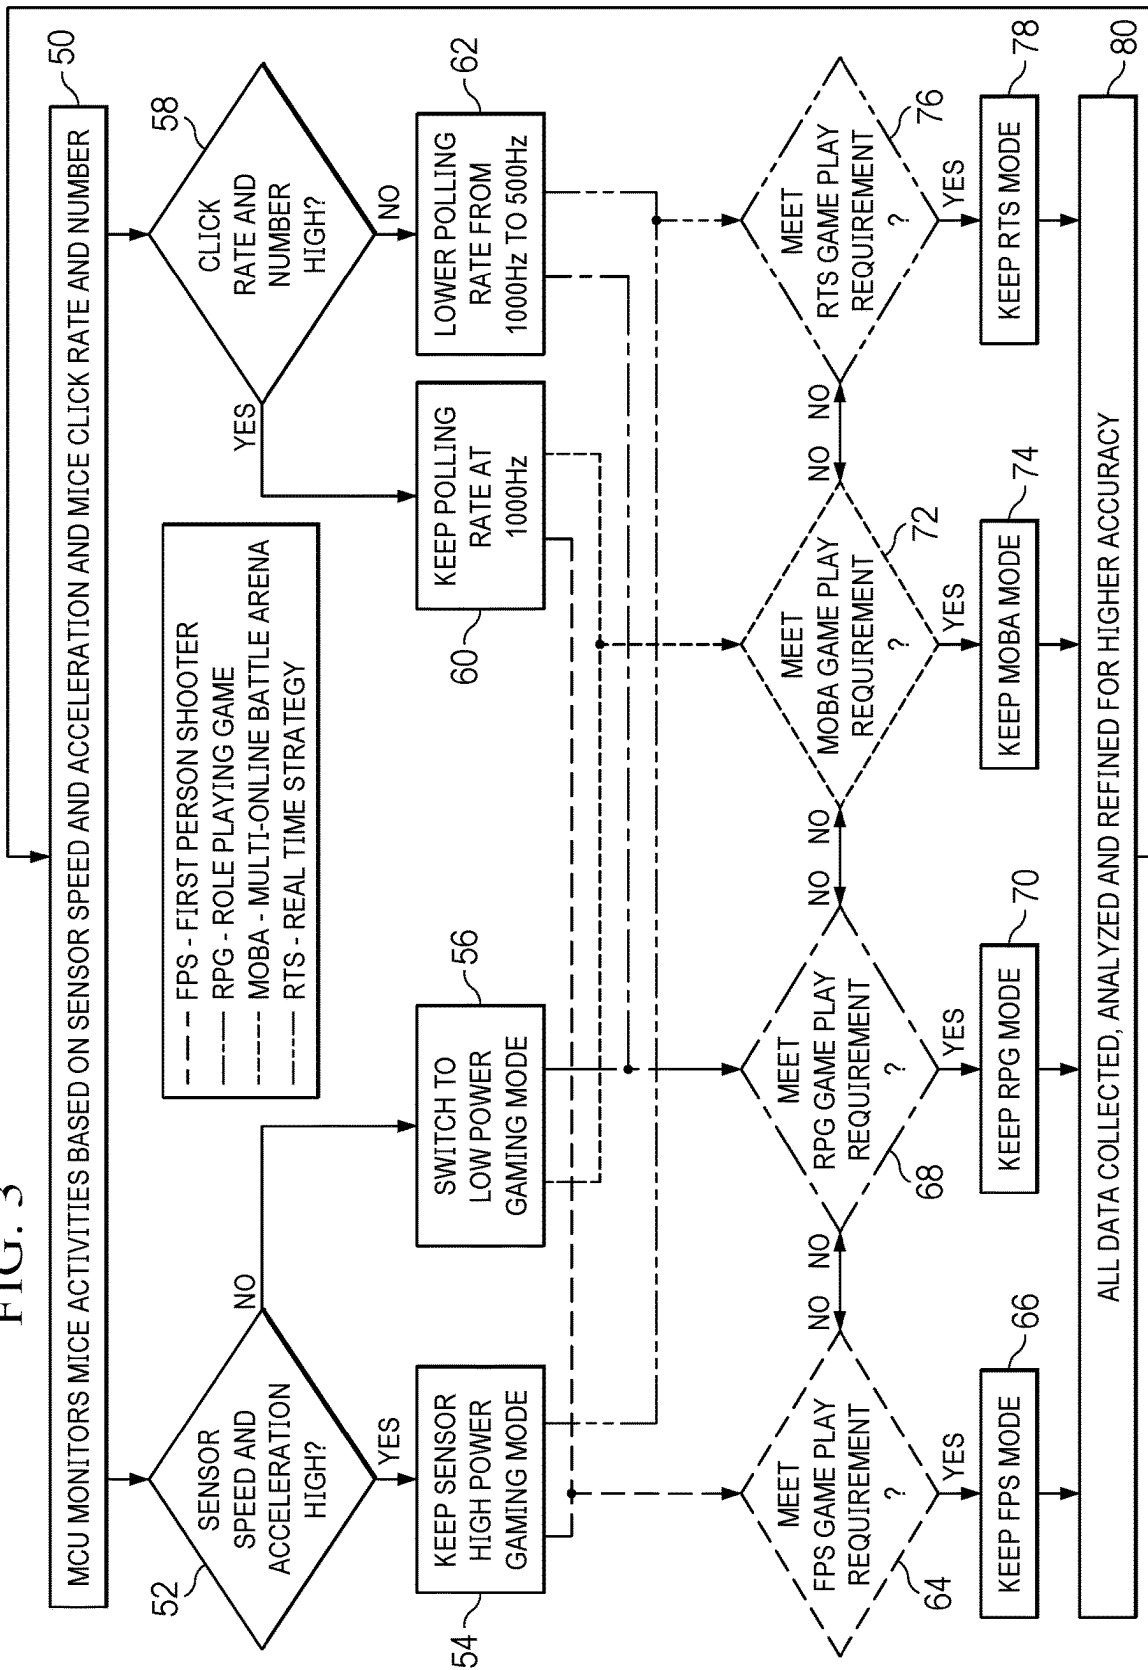 FIG. 3
MCU MONITORS MICE ACTIVITIES BASED ON SENSOR SPEED AND ACCELERATION AND MICE CLICK RATE AND NUMBER
50
52
SENSOR
SPEED AND
ACCELERATION
HIGH?
NO
YES
FPS - FIRST PERSON SHOOTER
RPG - ROLE PLAYING GAME
MOBA - MULTI-ONLINE BATTLE ARENA
RTS - REAL TIME STRATEGY
58
CLICK
RATE AND
NUMBER
HIGH?
YES
NO
54
KEEP SENSOR
HIGH POWER
GAMING MODE
56
SWITCH TO
LOW POWER
GAMING MODE
60
KEEP POLLING
RATE AT
1000Hz
62
LOWER POLLING
RATE FROM
1000Hz TO 500Hz
MEET
FPS GAME PLAY
REQUIREMENT
?
64
NO
NO
YES
MEET
RPG GAME PLAY
REQUIREMENT
?
68
NO
NO
YES
MEET
MOBA GAME PLAY
REQUIREMENT
?
72
NO
NO
YES
MEET
RTS GAME PLAY
REQUIREMENT
?
76
YES
KEEP FPS MODE
66
KEEP RPG MODE
70
KEEP MOBA MODE
74
KEEP RTS MODE
78
ALL DATA COLLECTED, ANALYZED AND REFINED FOR HIGHER ACCURACY
80